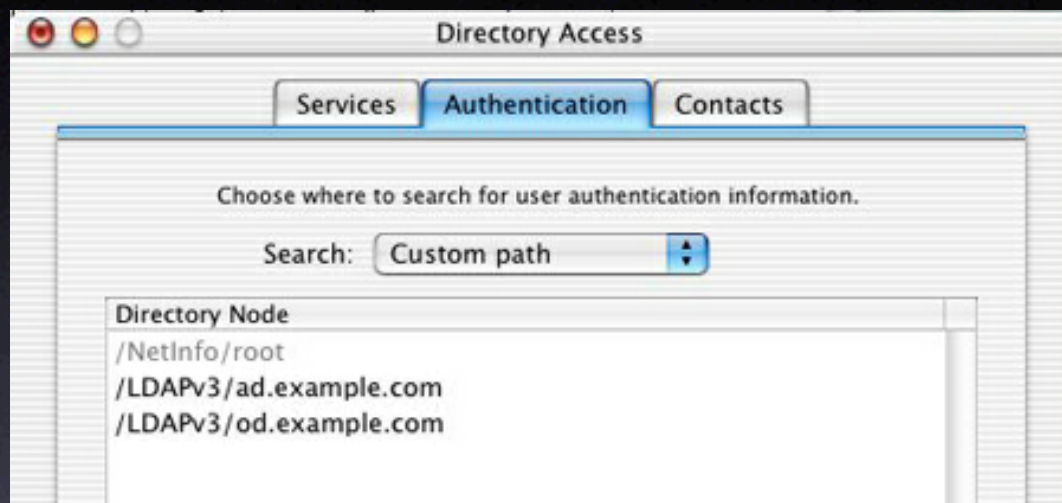 Directory Access
Services Authentication Contacts
Choose where to search for user authentication information.
Search: Custom path
Directory Node
/NetInfo/root
/LDAPv3/ad.example.com
/LDAPv3/od.example.com